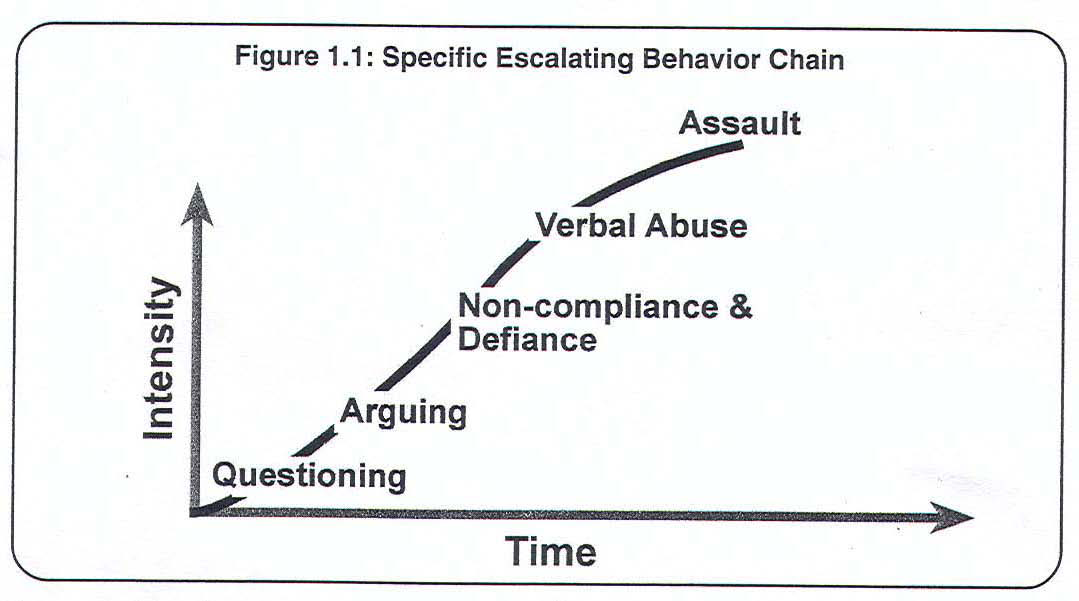 Figure 1.1: Specific Escalating Behavior Chain
Assault
Verbal Abuse
Non-compliance &
Defiance
Arguing
Questioning
Intensity
Time